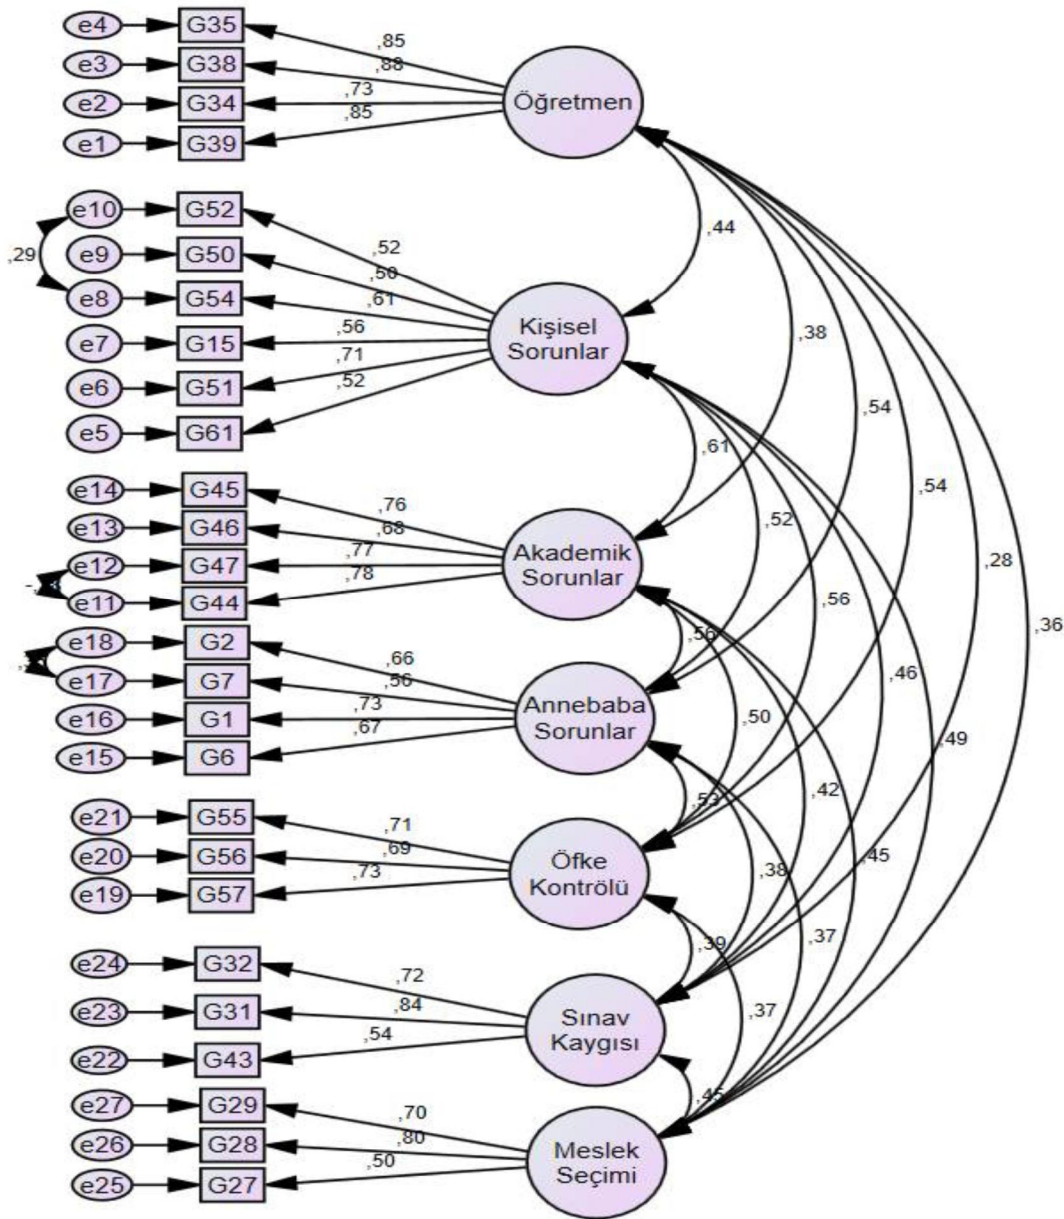 e4 G35 ,85
e3 G38 ,88
e2 G34 ,73
e1 G39 ,85
Öğretmen
e10 G52 ,52
e9 G50 ,50
e8 G54 ,61
e7 G15 ,56
e6 G51 ,71
e5 G61 ,52
,29
Kişisel
Sorunlar
e14 G45 ,76
e13 G46 ,68
e12 G47 ,77
e11 G44 ,78
Akademik
Sorunlar
e18 G2 ,66
e17 G7 ,56
e16 G1 ,73
e15 G6 ,67
Annebaba
Sorunlar
e21 G55 ,71
e20 G56 ,69
e19 G57 ,73
Öfke
Kontrölü
e24 G32 ,72
e23 G31 ,84
e22 G43 ,54
Sınav
Kaygısı
e27 G29 ,70
e26 G28 ,80
e25 G27 ,50
Meslek
Seçimi
,44
,38
,54
,54
,28
,36
,61
,52
,56
,46
,49
,56
,50
,42
,45
,53
,38
,37
,39
,37
,45